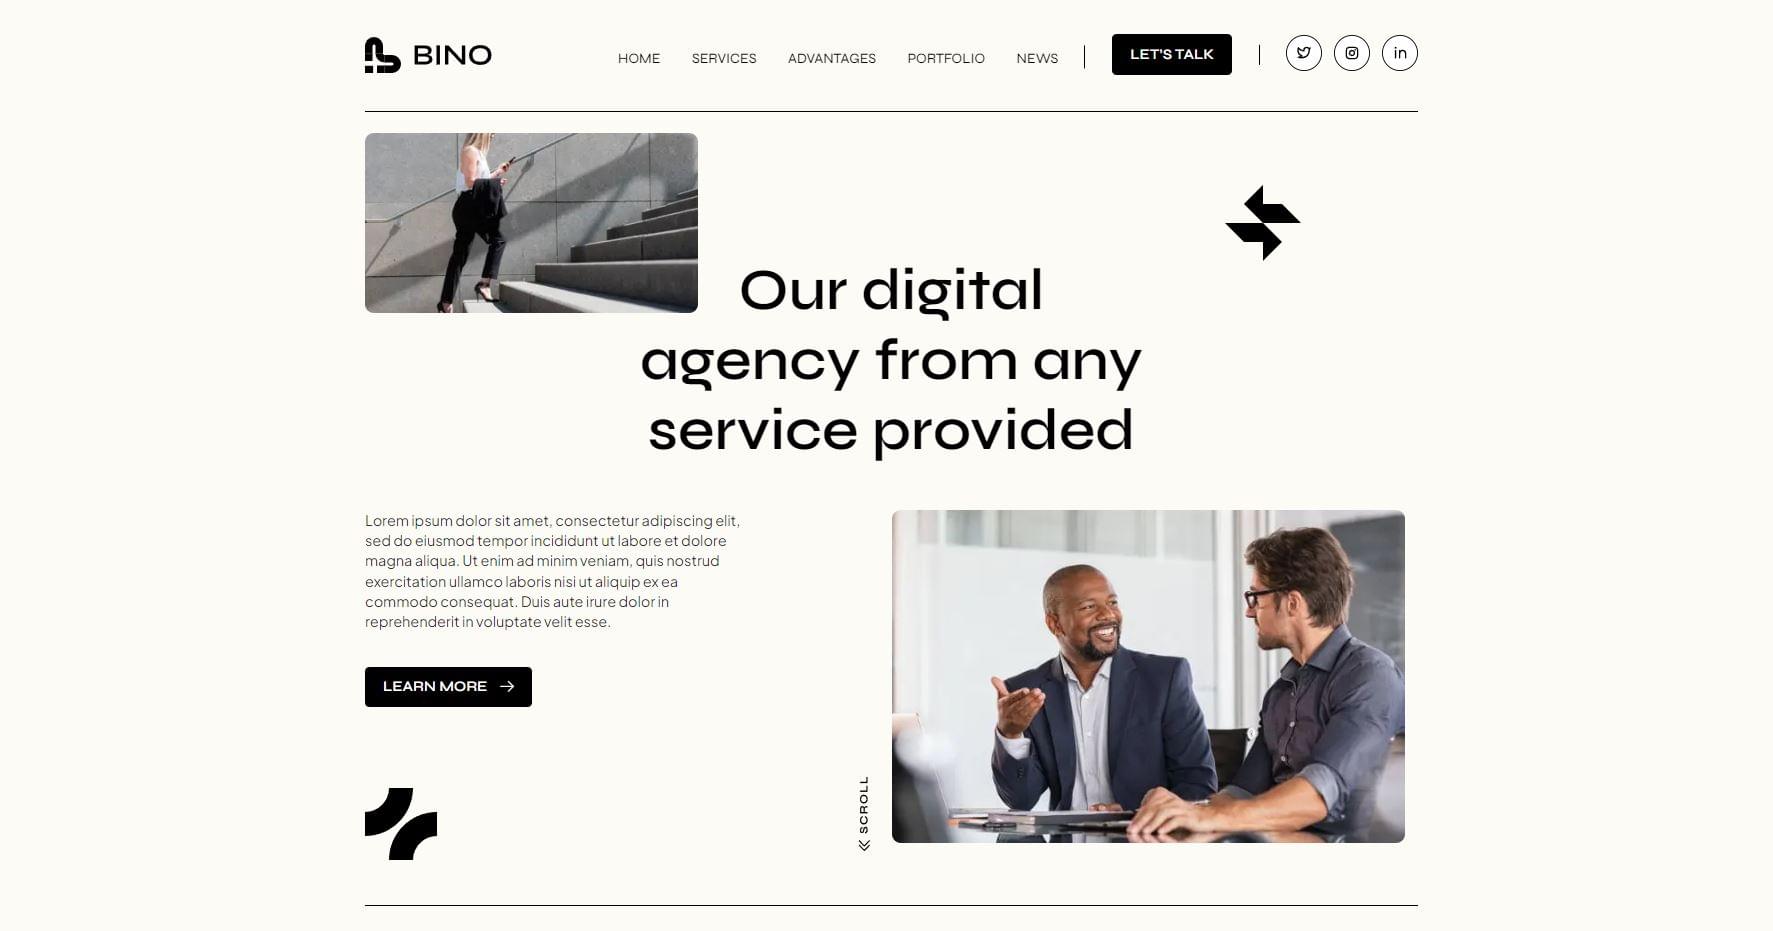 BINO
HOME SERVICES ADVANTAGES PORTFOLIO NEWS
LET'S TALK
in
Our digital
agency from any
service provided
Lorem ipsum dolor sit amet, consectetur adipiscing elit,
sed do eiusmod tempor incididunt ut labore et dolore
magna aliqua. Ut enim ad minim veniam, quis nostrud
exercitation ullamco laboris nisi ut aliquip ex ea
commodo consequat. Duis aute irure dolor in
reprehenderit in voluptate velit esse.
LEARN MORE
SCROLL